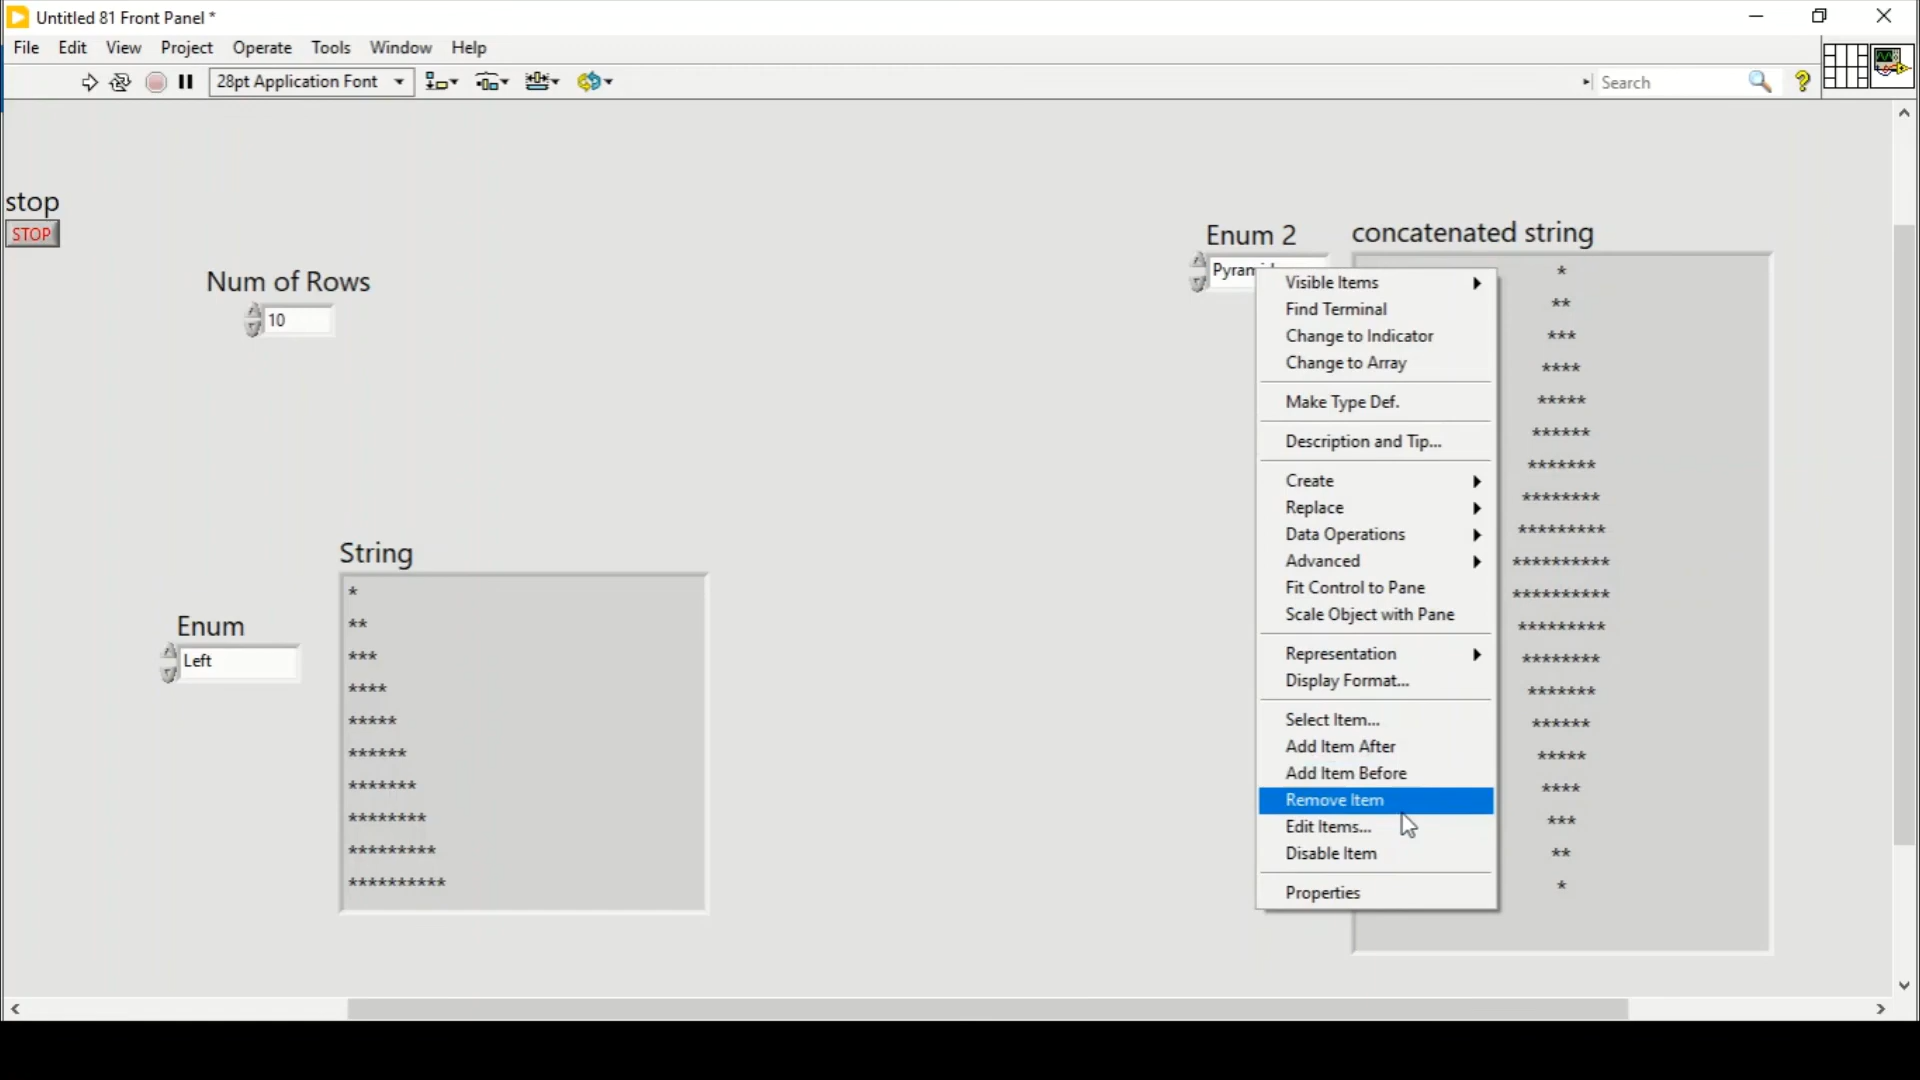 Untitled 81 Front Panel *
File Edit View Project Operate Tools Window Help
28pt Application Font
Search
stop
STOP
Num of Rows
10
Enum
Left
String
*
**
***
****
*****
******
*******
********
*********
**********
Enum 2
Visible Items
Find Terminal
Change to Indicator
Change to Array
Make Type Def.
Description and Tip...
Create
Replace
Data Operations
Advanced
Fit Control to Pane
Scale Object with Pane
Representation
Display Format...
Select Item...
Add Item After
Add Item Before
Remove Item
Edit Items...
Disable Item
Properties
concatenated string
*
**
***
****
*****
******
*******
********
*********
**********
**********
*********
********
*******
******
*****
****
***
**
*